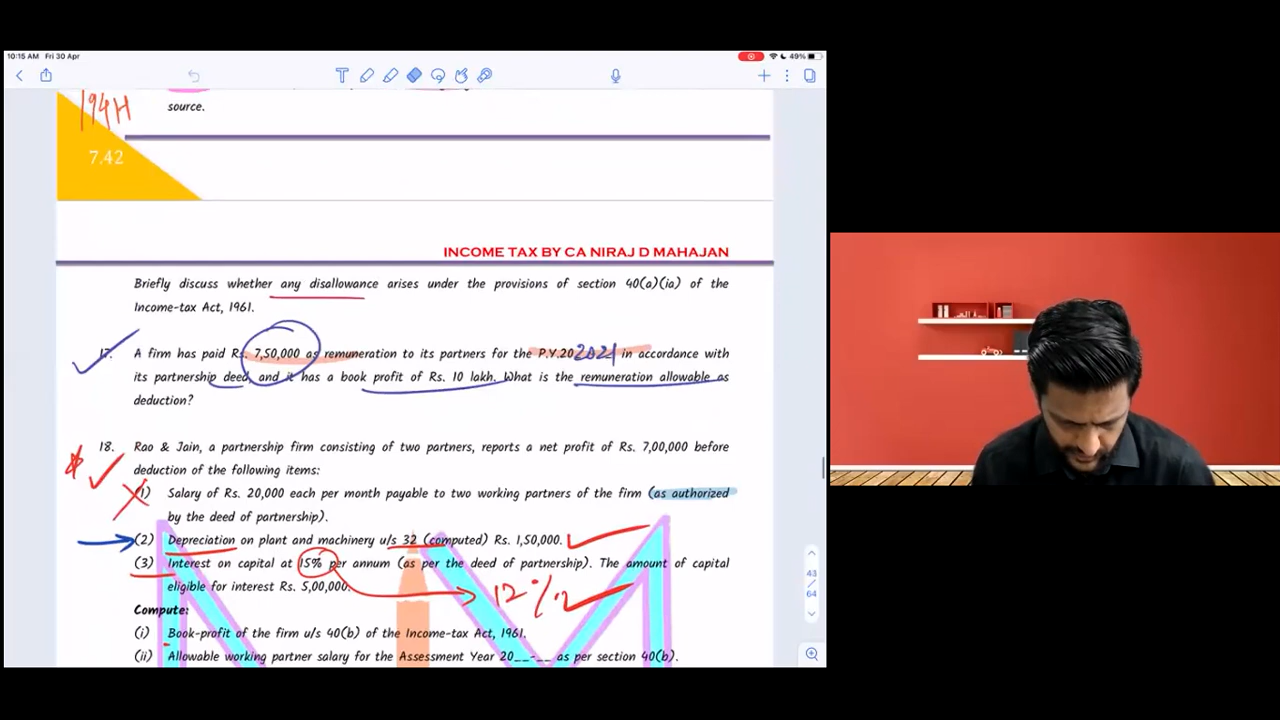 10:15 AM Fri 30 Apr
49%
194H
source.
7.42
INCOME TAX BY CA NIRAJ D MAHAJAN
Briefly discuss whether any disallowance arises under the provisions of section 40(a)(ia) of the
Income-tax Act, 1961.
17. A firm has paid Rs. 7,50,000 as remuneration to its partners for the P.Y.20 2021 in accordance with
its partnership deed, and it has a book profit of Rs. 10 lakh. What is the remuneration allowable as
deduction?
18. Rao & Jain, a partnership firm consisting of two partners, reports a net profit of Rs. 7,00,000 before
deduction of the following items:
(1) Salary of Rs. 20,000 each per month payable to two working partners of the firm (as authorized
by the deed of partnership).
(2) Depreciation on plant and machinery u/s 32 (computed) Rs. 1,50,000.
(3) Interest on capital at 15% per annum (as per the deed of partnership). The amount of capital
eligible for interest Rs. 5,00,000.
12%
Compute:
(i) Book-profit of the firm u/s 40(b) of the Income-tax Act, 1961.
(ii) Allowable working partner salary for the Assessment Year 20__-__ as per section 40(b).
43
/
64